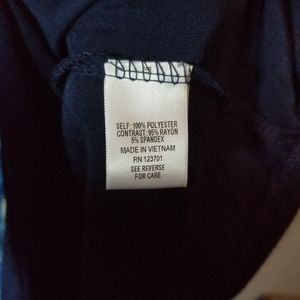 SELF: 100% POLYESTER
CONTRAST: 95% RAYON
5% SPANDEX
MADE IN VIETNAM
RN 123701
SEE REVERSE
FOR CARE